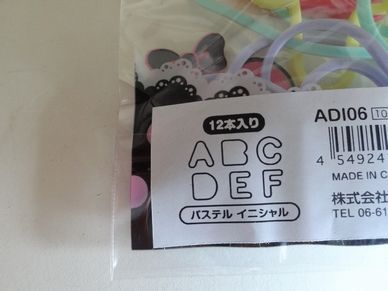 12本入り
ABC
DEF
パステル イニシャル
ADI06 10
4 54924
MADE IN C
株式会社
TEL 06-61